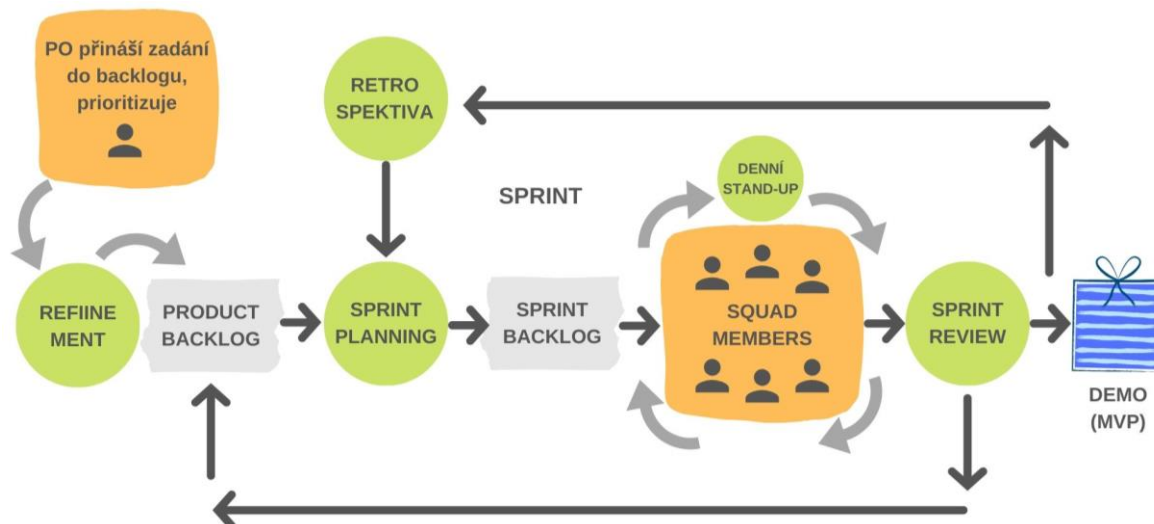 PO přináší zadání
do backlogu,
prioritizuje
RETRO
SPEKTIVA
DENNÍ
STAND-UP
SPRINT
REFIINE
MENT
PRODUCT
BACKLOG
SPRINT
PLANNING
SPRINT
BACKLOG
SQUAD
MEMBERS
SPRINT
REVIEW
DEMO
(MVP)